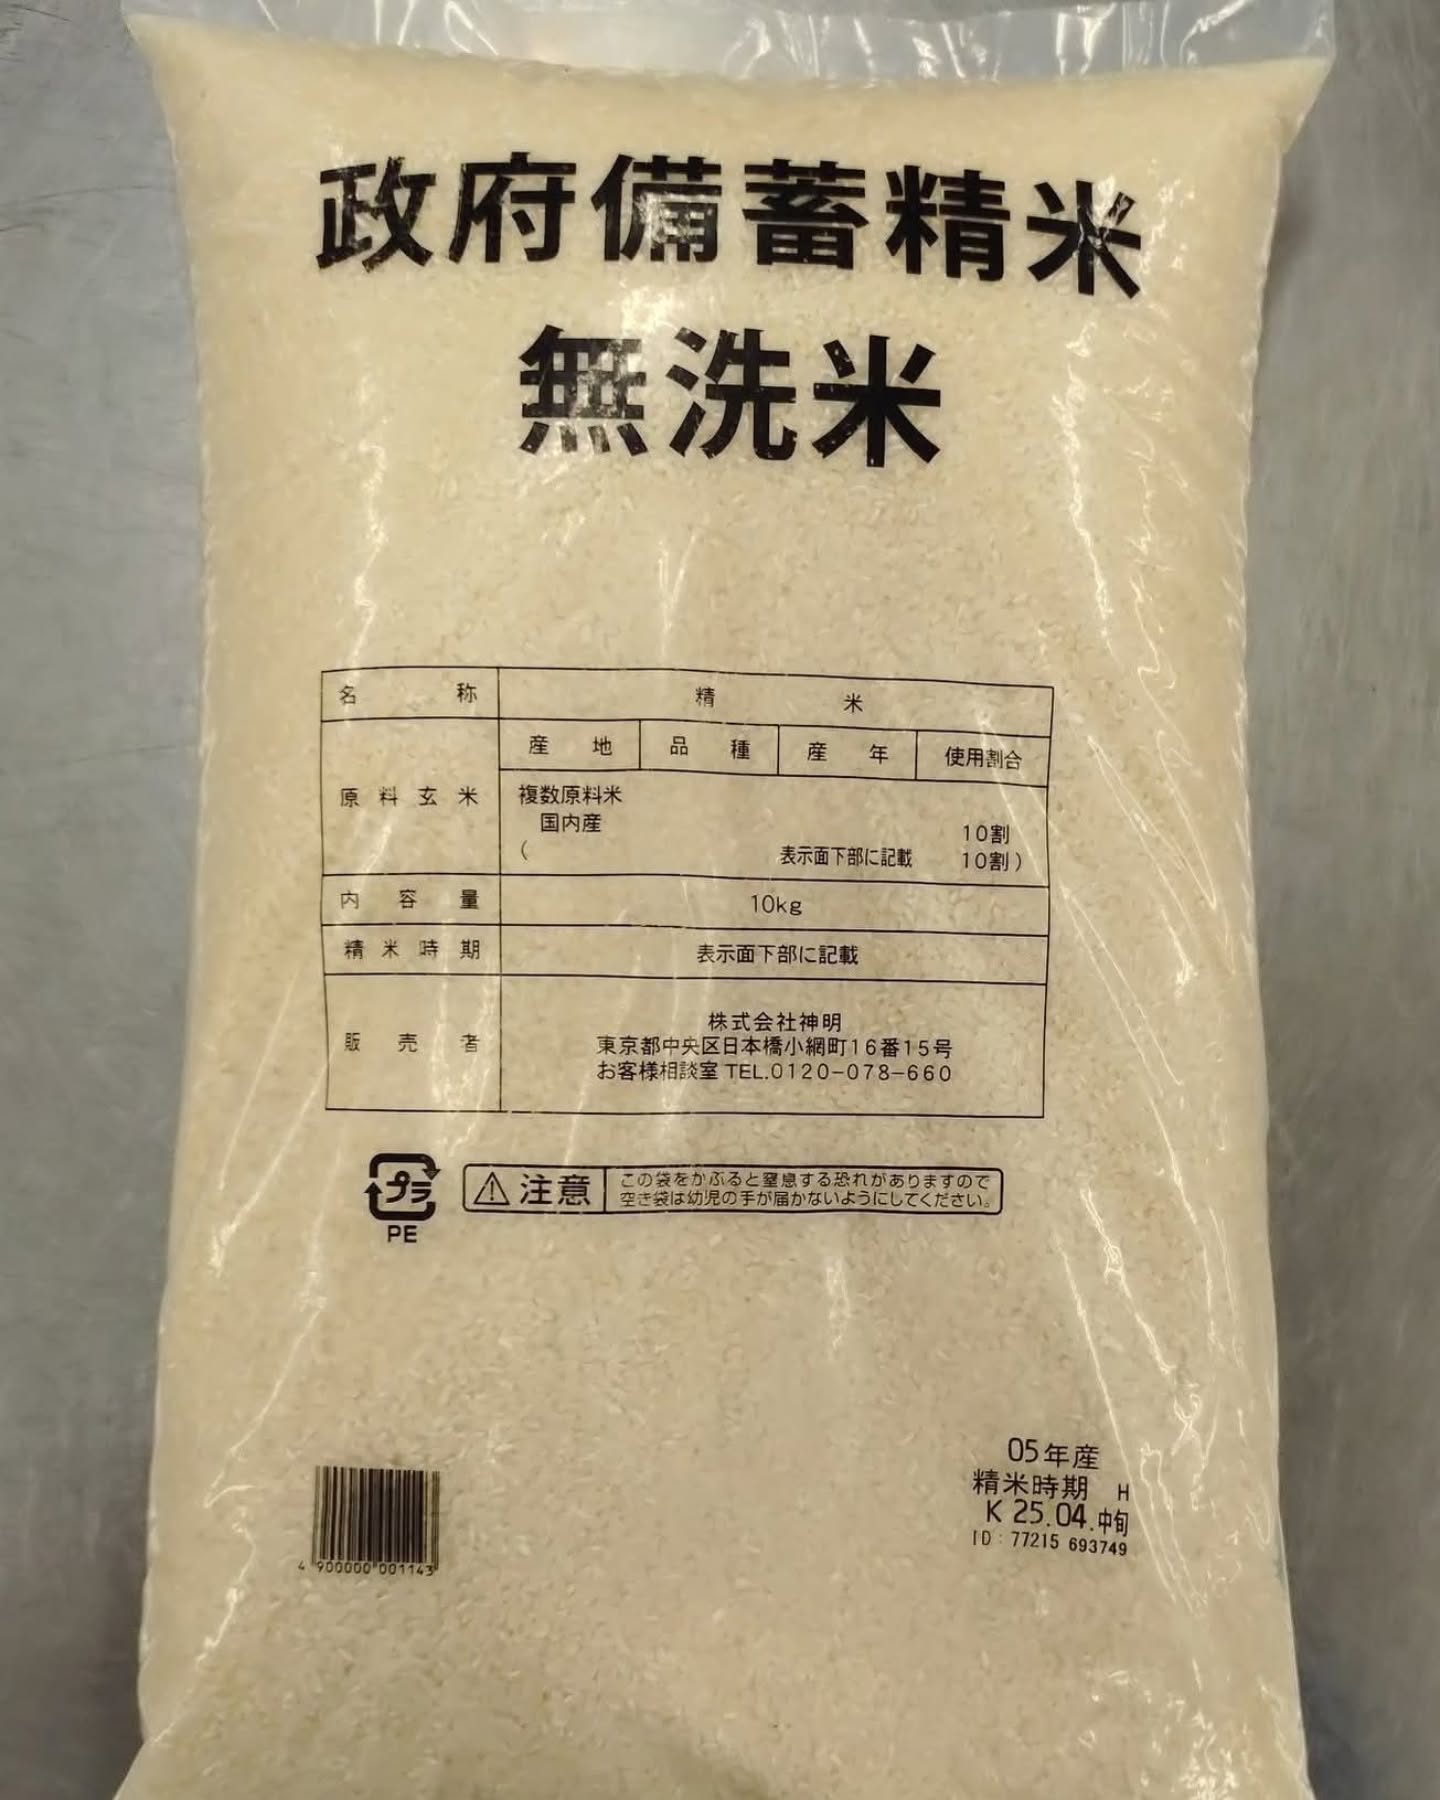 政府備蓄精米
無洗米
名称 精米
原料玄米 産地 品種 産年 使用割合
複数原料米
国内産 10割
( 表示面下部に記載 10割)
内容量 10kg
精米時期 表示面下部に記載
販売者 株式会社神明
東京都中央区日本橋小網町16番15号
お客様相談室 TEL.0120-078-660
プラ
PE
注意 この袋をかぶると窒息する恐れがありますので
空き袋は幼児の手が届かないようにしてください。
05年産
精米時期 H
K 25.04.中旬
ID:77215 693749
4 900000 001143